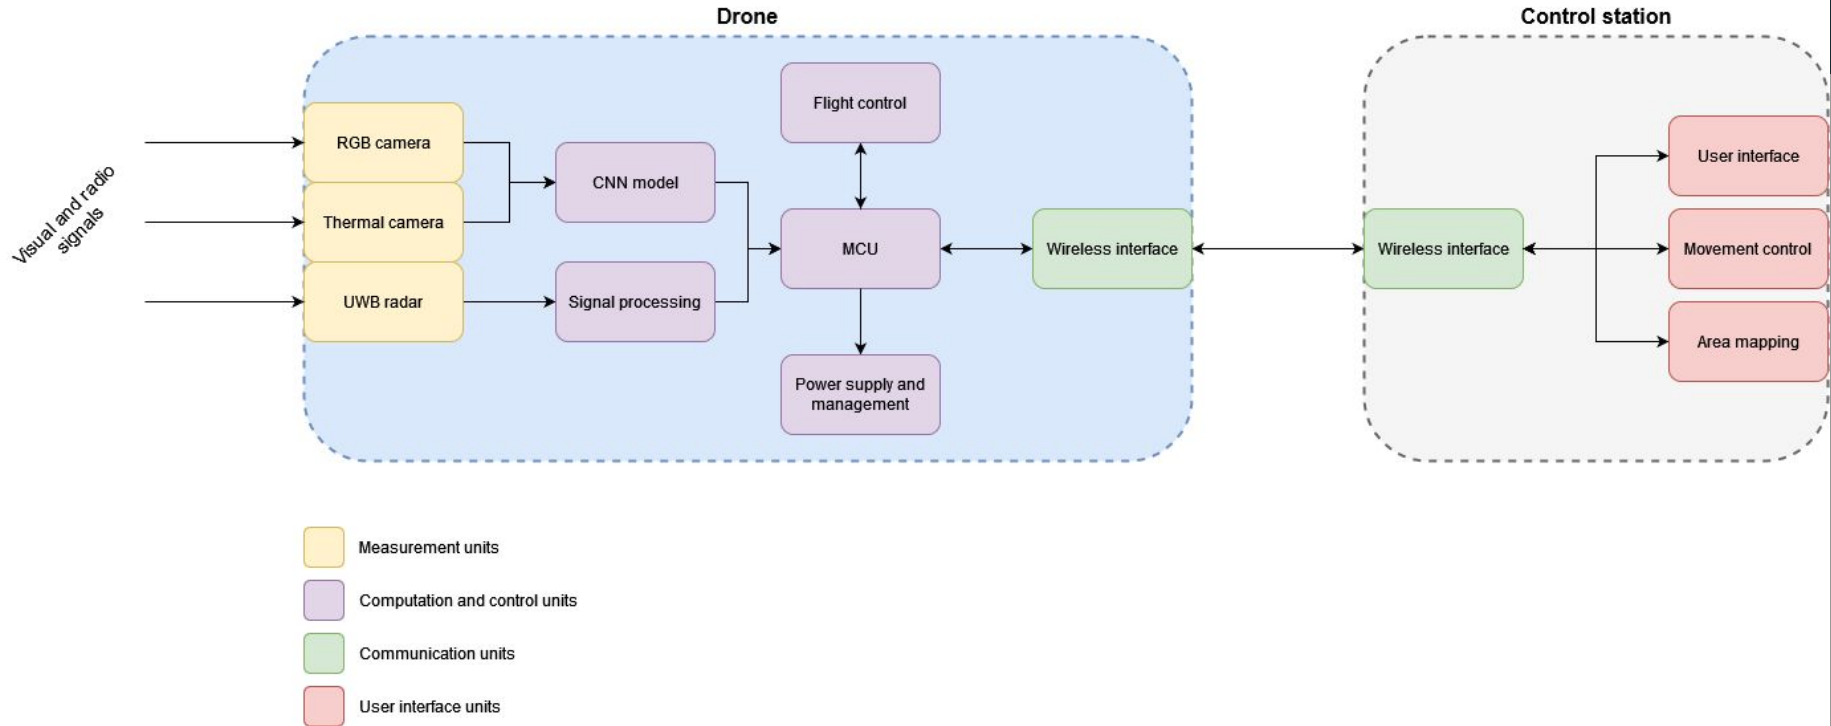 Drone
Control station
Visual and radio
signals
RGB camera
Thermal camera
UWB radar
CNN model
Signal processing
Flight control
MCU
Power supply and
management
Wireless interface
Wireless interface
User interface
Movement control
Area mapping
Measurement units
Computation and control units
Communication units
User interface units